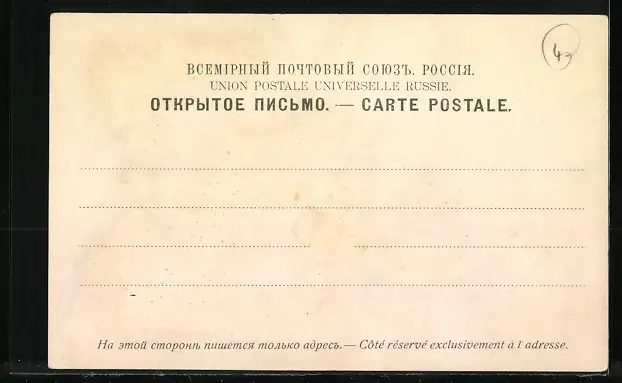 47
ВСЕМІРНЫЙ ПОЧТОВЫЙ СОЮЗЪ. РОССІЯ.
UNION POSTALE UNIVERSELLE RUSSIE.
ОТКРЫТОЕ ПИСЬМО. — CARTE POSTALE.
На этой сторонѣ пишется только адресъ. — Côté réservé exclusivement à l'adresse.